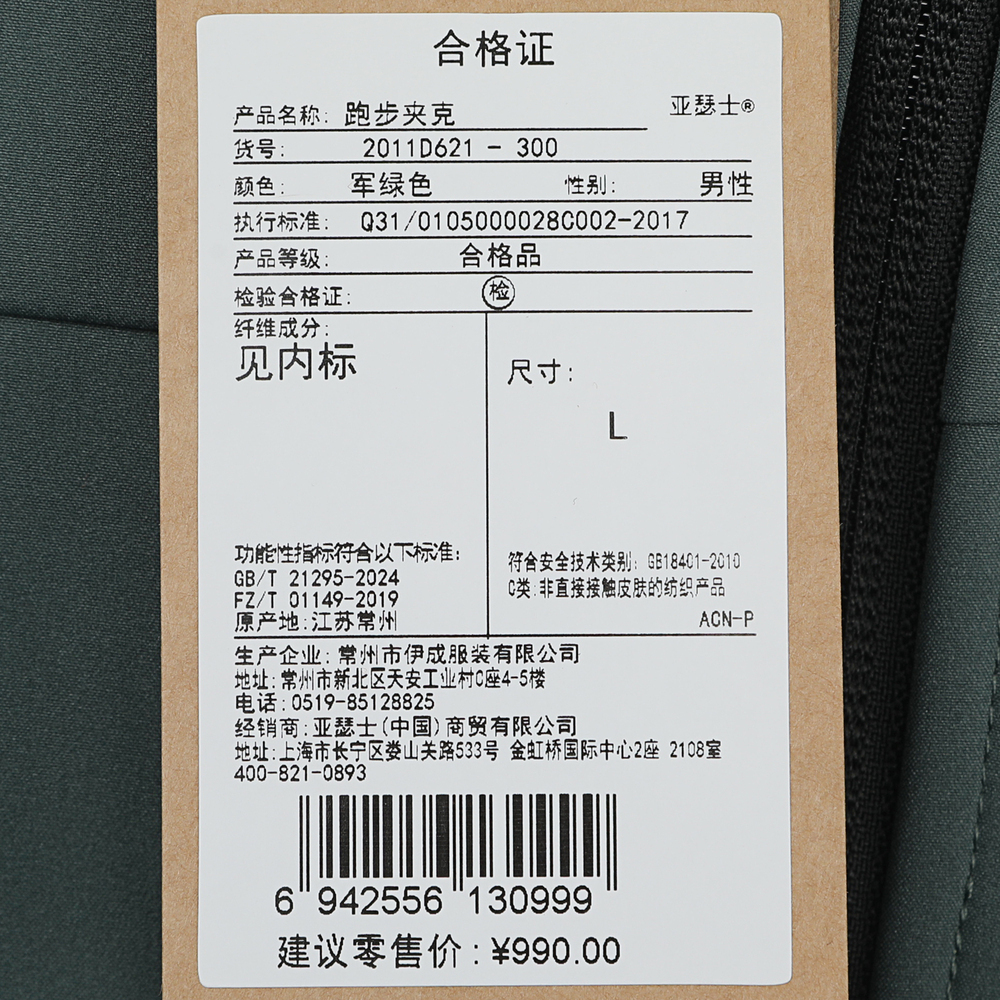 合格证
产品名称: 跑步夹克 亚瑟士®
货号: 2011D621 - 300
颜色: 军绿色 性别: 男性
执行标准: Q31/0105000028C002-2017
产品等级: 合格品
检验合格证: 检
纤维成分:
见内标
尺寸:
L
功能性指标符合以下标准:
GB/T 21295-2024
FZ/T 01149-2019
原产地:江苏常州
符合安全技术类别: GB18401-2010
C类:非直接接触皮肤的纺织产品
ACN-P
生产企业: 常州市伊成服装有限公司
地址: 常州市新北区天安工业村C座4-5楼
电话: 0519-85128825
经销商: 亚瑟士(中国)商贸有限公司
地址:上海市长宁区娄山关路533号 金虹桥国际中心2座 2108室
400-821-0893
6 942556 130999
建议零售价: ¥990.00